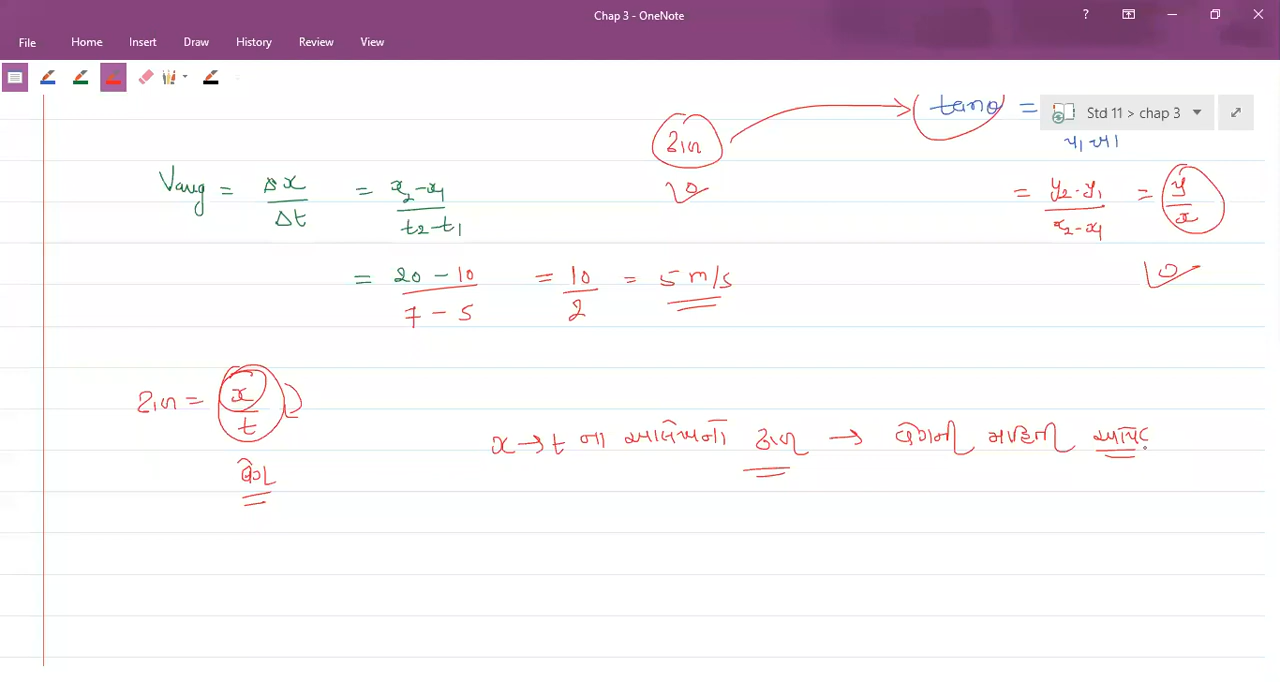 Chap 3 - OneNote
?
File Home Insert Draw History Review View
Std 11 > chap 3
tanθ =
ઢાળ
Vavg = Δx/Δt = x₂-x₁/t₂-t₁
= y₂-y₁/x₂-x₁ = y/x
= 20-10/7-5 = 10/2 = 5 m/s
ઢાળ = x/t
x → t ના આલેખનો ઢાળ → વેગની માહિતી આપે
વેગ